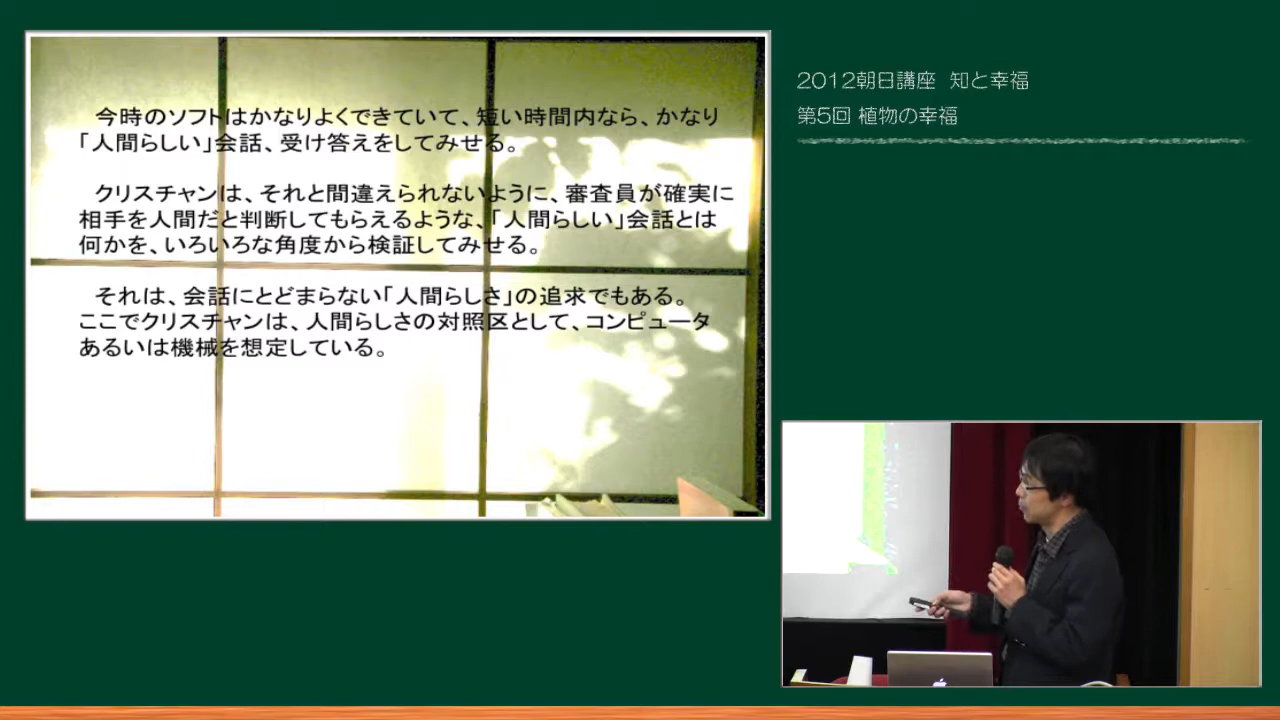 今時のソフトはかなりよくできていて、短い時間内なら、かなり
「人間らしい」会話、受け答えをしてみせる。
クリスチャンは、それと間違えられないように、審査員が確実に
相手を人間だと判断してもらえるような、「人間らしい」会話とは
何かを、いろいろな角度から検証してみせる。
それは、会話にとどまらない「人間らしさ」の追求でもある。
ここでクリスチャンは、人間らしさの対照区として、コンピュータ
あるいは機械を想定している。
2012朝日講座 知と幸福
第5回 植物の幸福